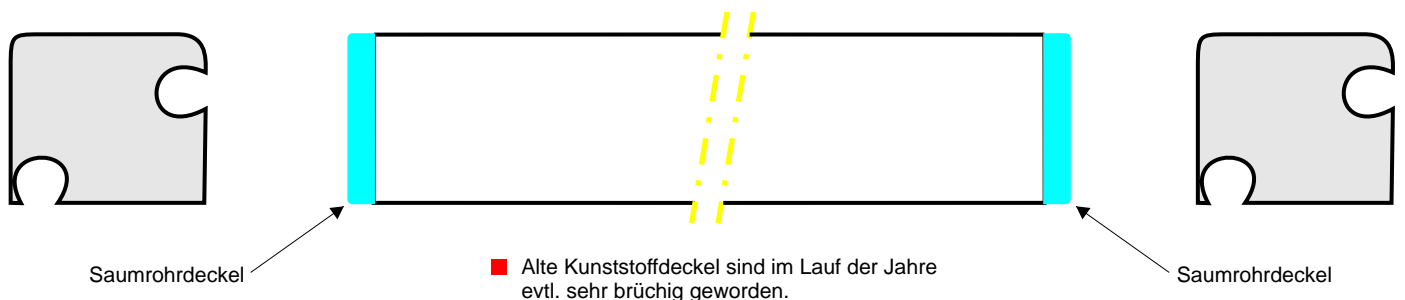 Saumrohrdeckel
Alte Kunststoffdeckel sind im Lauf der Jahre
evtl. sehr brüchig geworden.
Saumrohrdeckel